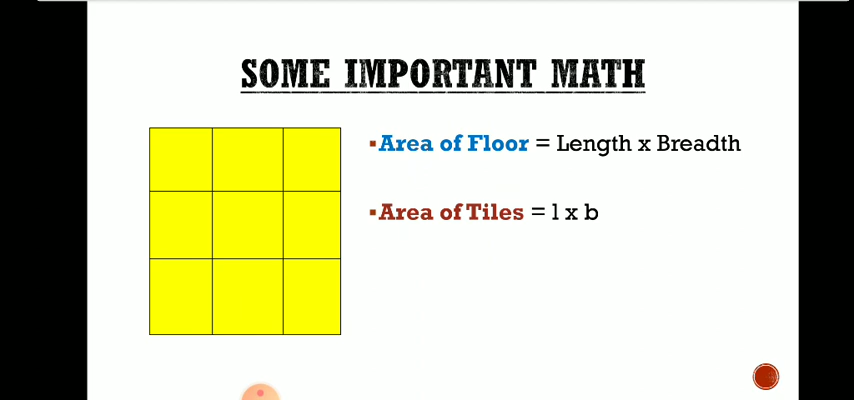 SOME IMPORTANT MATH
▪Area of Floor = Length x Breadth
▪Area of Tiles = l x b